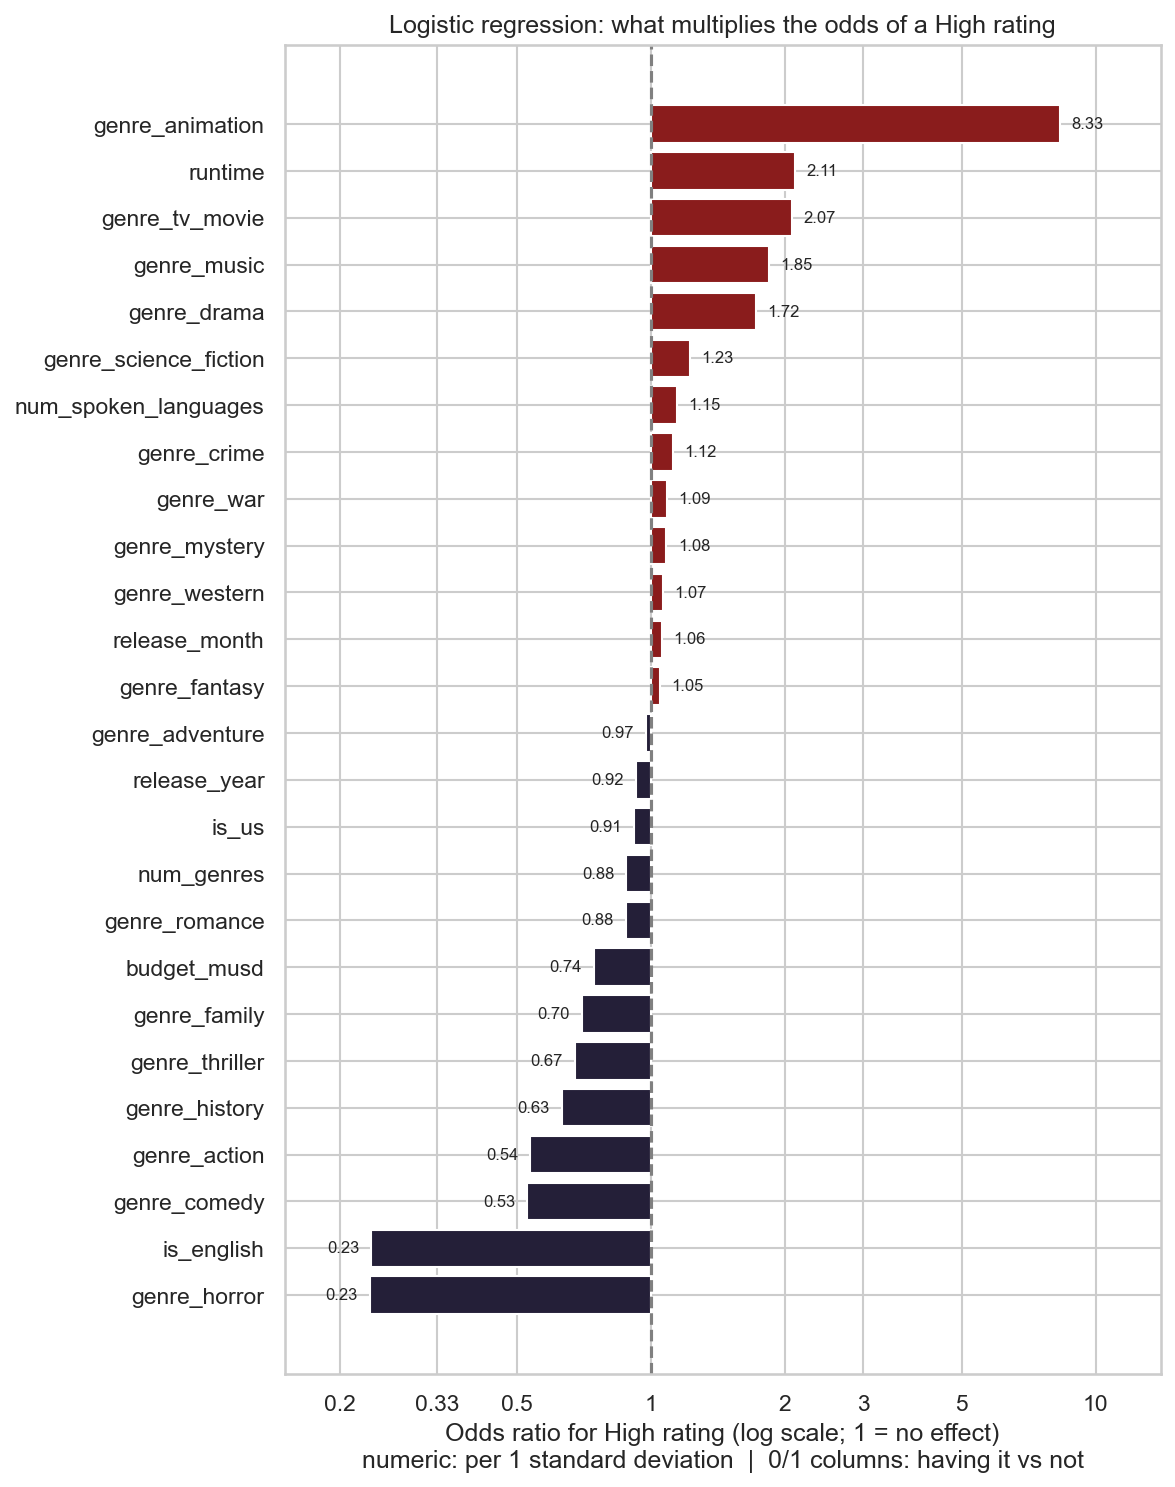 Logistic regression: what multiplies the odds of a High rating
genre_animation 8.33
runtime 2.11
genre_tv_movie 2.07
genre_music 1.85
genre_drama 1.72
genre_science_fiction 1.23
num_spoken_languages 1.15
genre_crime 1.12
genre_war 1.09
genre_mystery 1.08
genre_western 1.07
release_month 1.06
genre_fantasy 1.05
genre_adventure 0.97
release_year 0.92
is_us 0.91
num_genres 0.88
genre_romance 0.88
budget_musd 0.74
genre_family 0.70
genre_thriller 0.67
genre_history 0.63
genre_action 0.54
genre_comedy 0.53
is_english 0.23
genre_horror 0.23
0.2 0.33 0.5 1 2 3 5 10
Odds ratio for High rating (log scale; 1 = no effect)
numeric: per 1 standard deviation | 0/1 columns: having it vs not